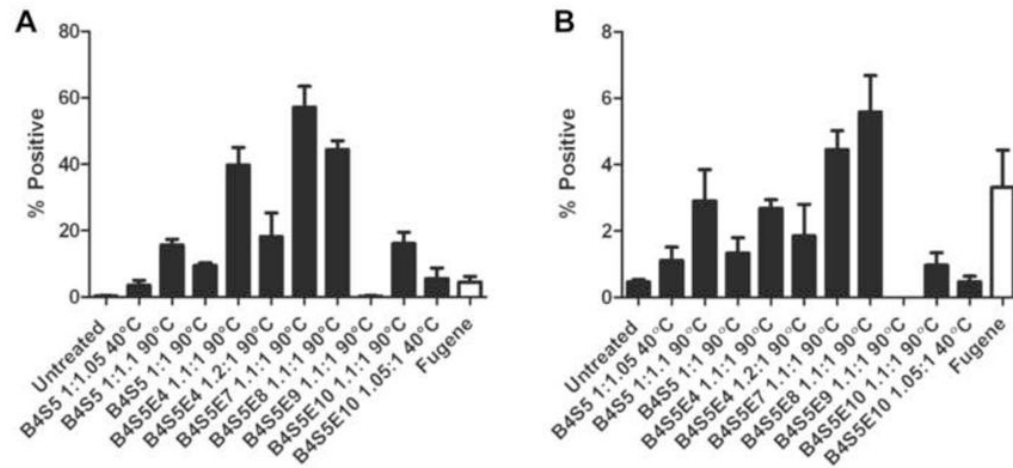 A
% Positive
80
60
40
20
0
Untreated
B4S5 1:1.05 40°C
B4S5 1:1.1 90°C
B4S5 1:1 90°C
B4S5E4 1.1:1 90°C
B4S5E4 1.2:1 90°C
B4S5E7 1.1:1 90°C
B4S5E8 1.1:1 90°C
B4S5E9 1.1:1 90°C
B4S5E10 1.1:1 90°C
B4S5E10 1.05:1 40°C
Fugene
B
% Positive
8
6
4
2
0
Untreated
B4S5 1:1.05 40°C
B4S5 1:1.1 90°C
B4S5 1:1 90°C
B4S5E4 1.1:1 90°C
B4S5E4 1.2:1 90°C
B4S5E7 1.1:1 90°C
B4S5E8 1.1:1 90°C
B4S5E9 1.1:1 90°C
B4S5E10 1.1:1 90°C
B4S5E10 1.05:1 40°C
Fugene